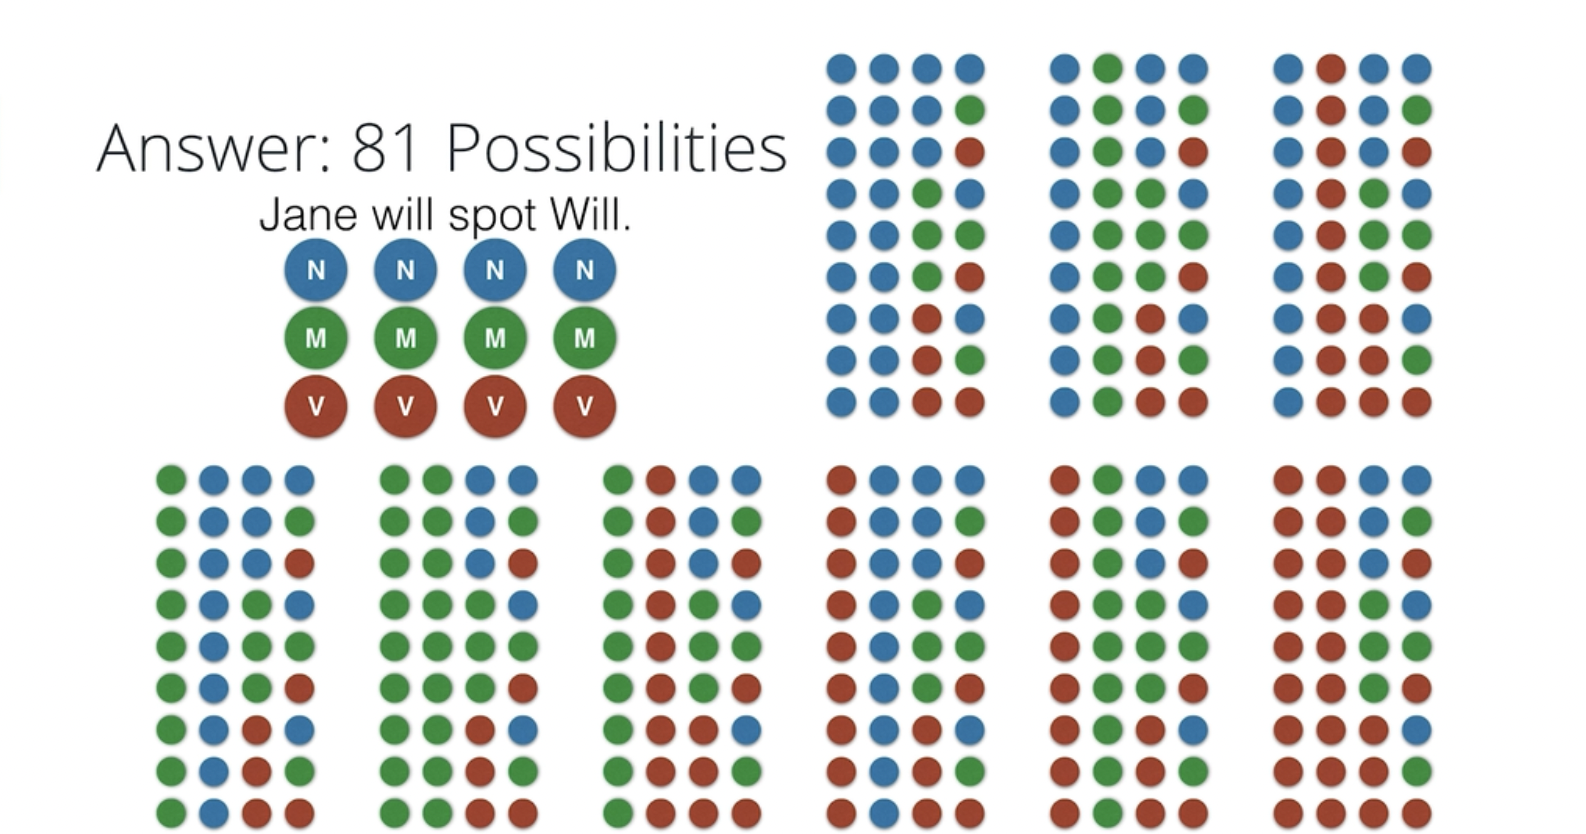 Answer: 81 Possibilities
Jane will spot Will.
N N N N
M M M M
V V V V